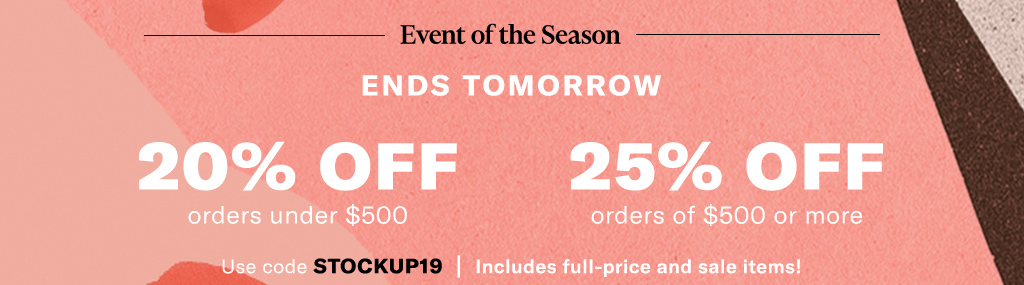 Event of the Season
ENDS TOMORROW
20% OFF
orders under $500
25% OFF
orders of $500 or more
Use code STOCKUP19 | Includes full-price and sale items!